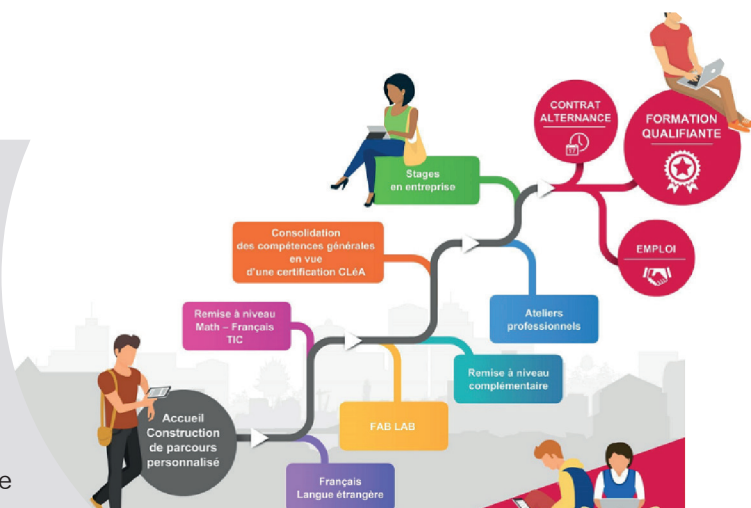 CONTRAT
ALTERNANCE
FORMATION
QUALIFIANTE
Stages
en entreprise
Consolidation
des compétences générales
en vue
d'une certification CLéA
EMPLOI
Remise à niveau
Math – Français
TIC
Ateliers
professionnels
Remise à niveau
complémentaire
Accueil
Construction
de parcours
personnalisé
FAB LAB
Français
Langue étrangère
e